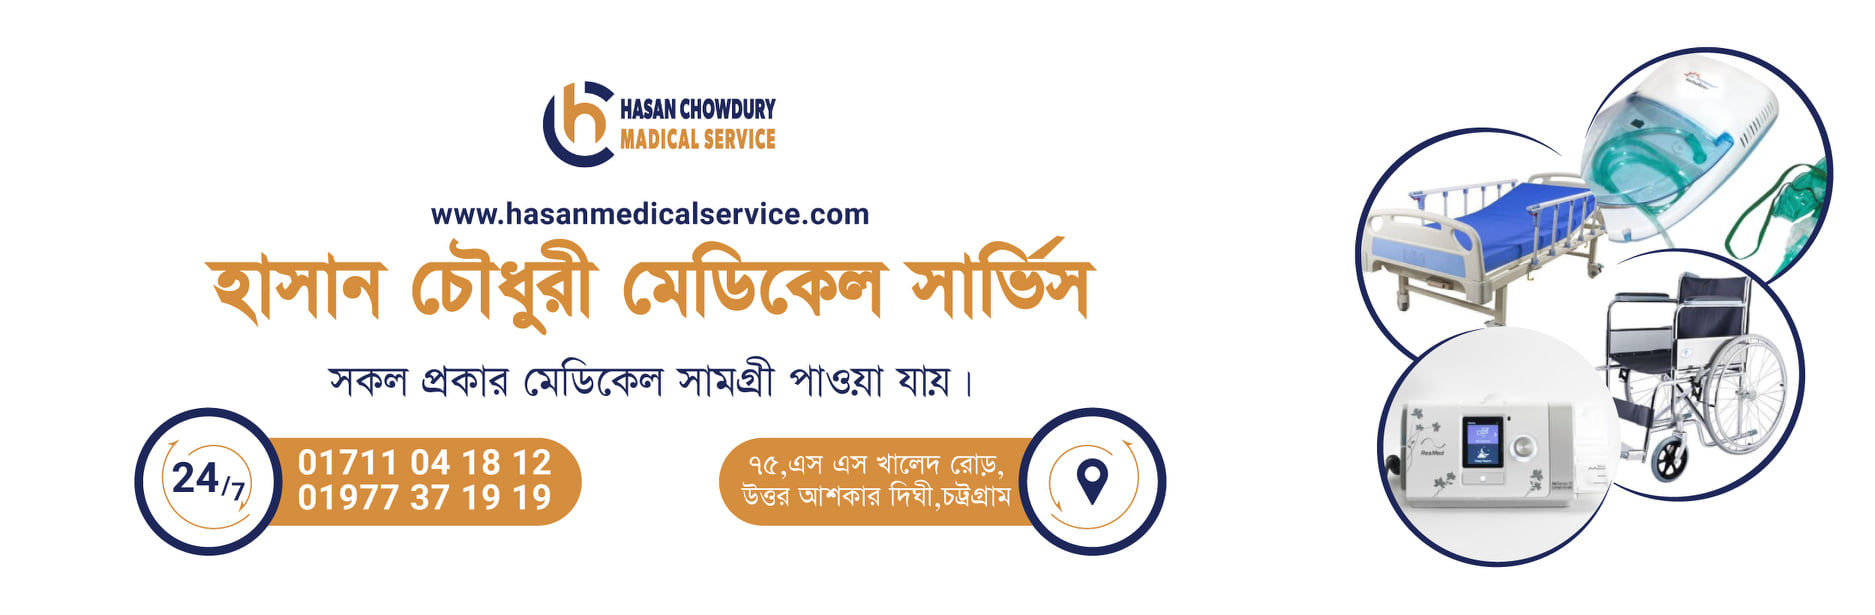 HASAN CHOWDURY
MADICAL SERVICE
www.hasanmedicalservice.com
হাসান চৌধুরী মেডিকেল সার্ভিস
সকল প্রকার মেডিকেল সামগ্রী পাওয়া যায়।
24/7
01711 04 18 12
01977 37 19 19
৭৫,এস এস খালেদ রোড়,
উত্তর আশকার দিঘী,চট্রগ্রাম
ResMed